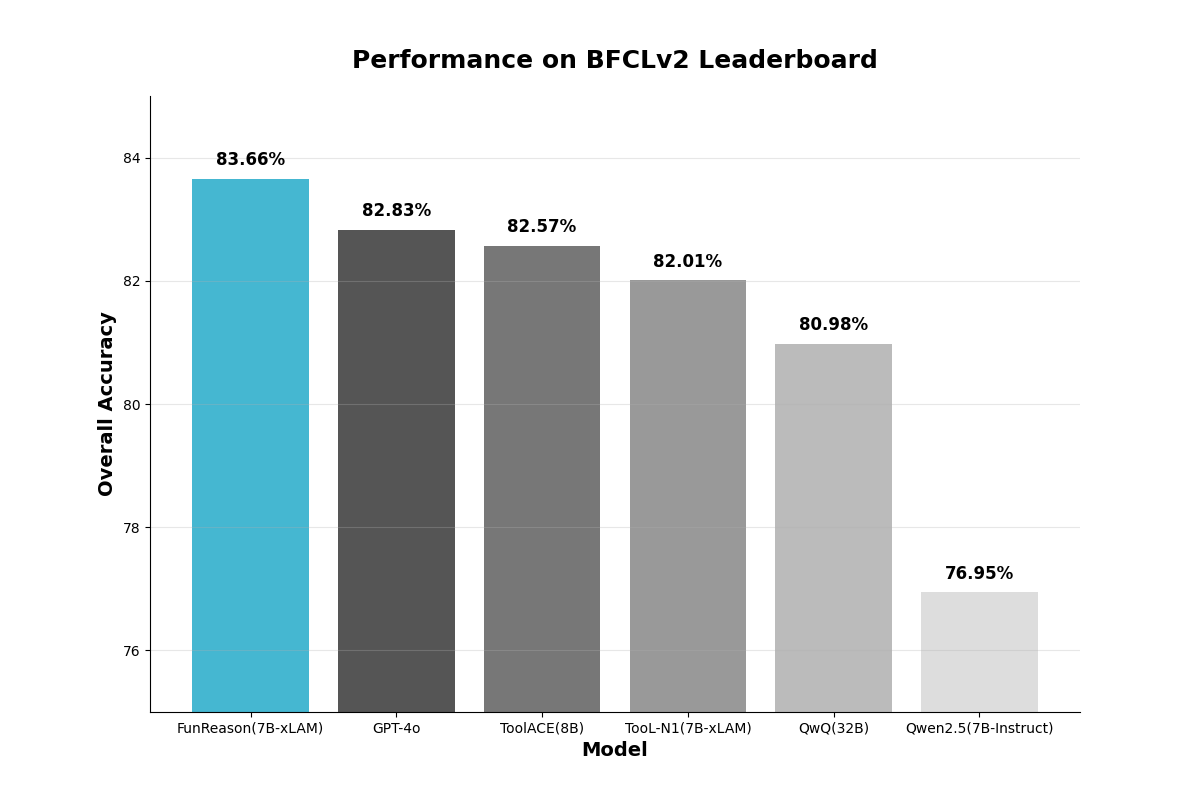 Performance on BFCLv2 Leaderboard
84
83.66%
82.83%
82.57%
82.01%
82
80.98%
80
78
76.95%
76
Overall Accuracy
FunReason(7B-xLAM)
GPT-4o
ToolACE(8B)
TooL-N1(7B-xLAM)
QwQ(32B)
Qwen2.5(7B-Instruct)
Model